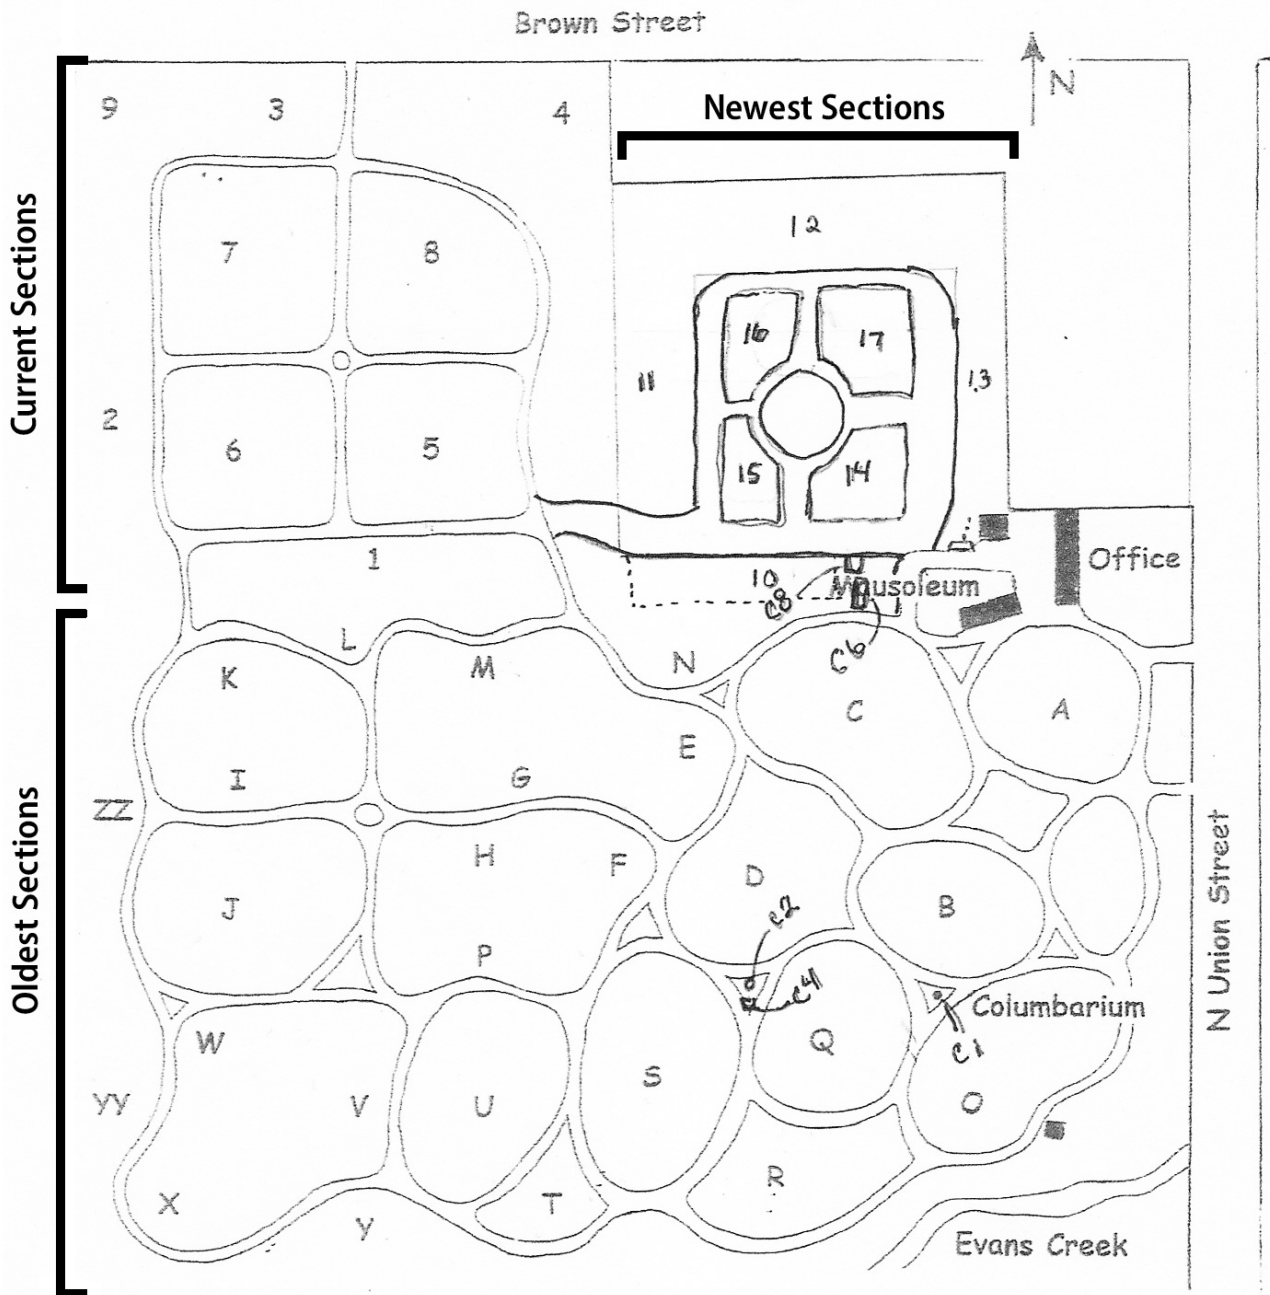 Brown Street
N
Newest Sections
9
3
4
12
7
8
16
17
11
13
Current Sections
2
6
5
15
14
1
10
Office
Mausoleum
C8
C6
L
K
M
N
C
A
E
I
G
ZZ
H
F
D
B
J
P
C2
C4
Columbarium
C1
W
Q
S
O
YY
V
U
X
T
R
Y
Evans Creek
N Union Street
Oldest Sections